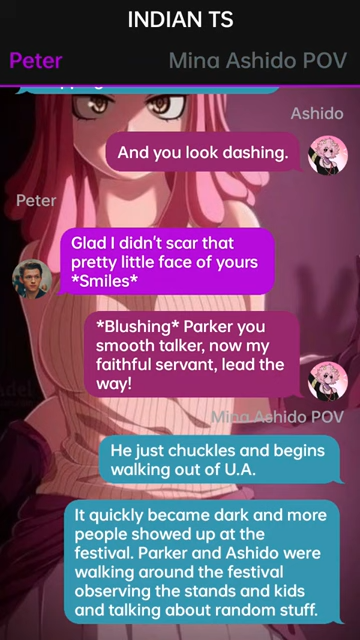 INDIAN TS
Peter
Mina Ashido POV
Ashido
And you look dashing.
Peter
Glad I didn't scar that
pretty little face of yours
*Smiles*
*Blushing* Parker you
smooth talker, now my
faithful servant, lead the
way!
Mina Ashido POV
He just chuckles and begins
walking out of U.A.
It quickly became dark and more
people showed up at the
festival. Parker and Ashido were
walking around the festival
observing the stands and kids
and talking about random stuff.